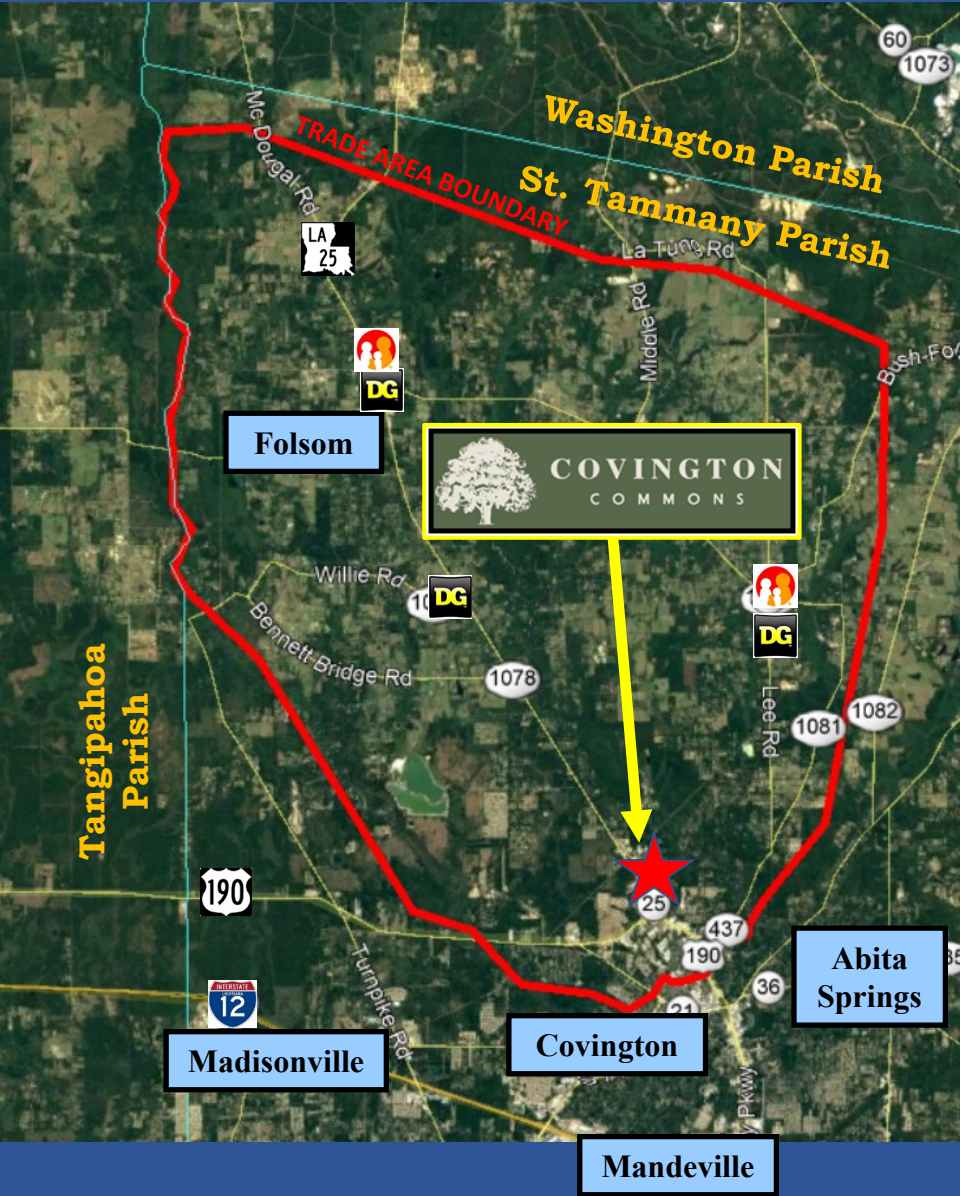 60
1073
Washington Parish
St. Tammany Parish
Mc Dougal Rd
TRADE AREA BOUNDARY
LA
25
La Tung Rd
Middle Rd
DG
Folsom
COVINGTON
COMMONS
Willie Rd
DG
Bennett Bridge Rd
1078
DG
Lee Rd
1081
1082
Tangipahoa
Parish
190
25
437
190
Abita
Springs
36
21
Turnpike Rd
INTERSTATE
LOUISIANA
12
Madisonville
Covington
Pkwy
Mandeville